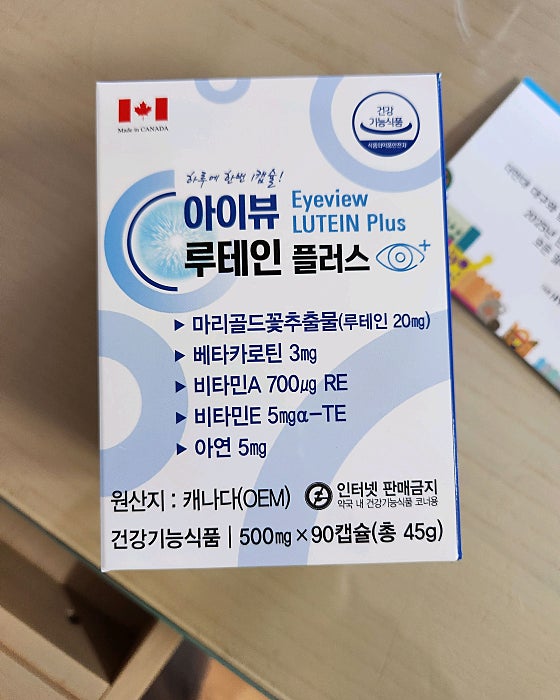 Made in CANADA
건강
기능식품
식품의약품안전처
하루에 한번 1캡슐!
아이뷰
Eyeview
LUTEIN Plus
루테인 플러스
▶ 마리골드꽃추출물(루테인 20㎎)
▶ 베타카로틴 3㎎
▶ 비타민A 700㎍ RE
▶ 비타민E 5㎎α-TE
▶ 아연 5㎎
원산지 : 캐나다(OEM)
인터넷 판매금지
약국 내 건강기능식품 코너용
건강기능식품 | 500㎎×90캡슐(총 45g)